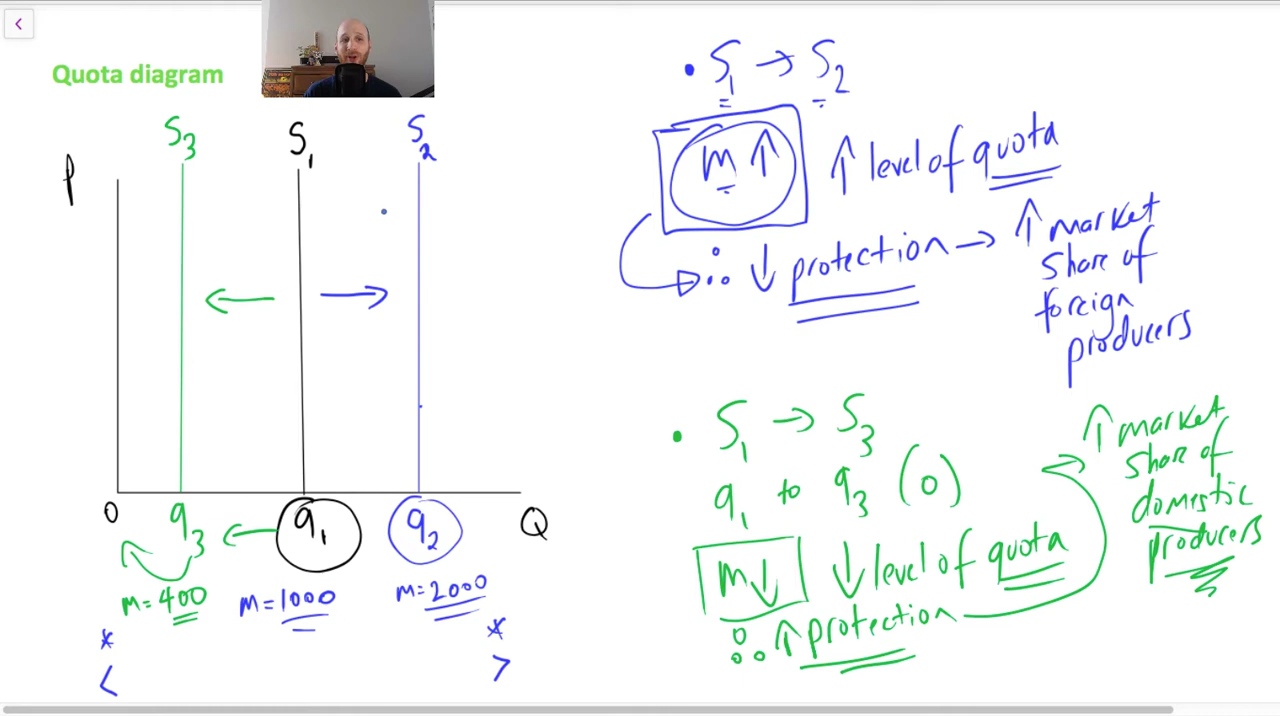 Quota diagram
S3
S1
S2
P
0
q3
q1
q2
Q
m=400
m=1000
m=2000
*
*
<
>
• S1 → S2
m ↑ ↑ level of quota
∴ ↓ protection → ↑ market
share of
foreign
producers
• S1 → S3
q1 to q3 (0)
m↓ ↓ level of quota
∴ ↑ protection
↑ market
share of
domestic
producers